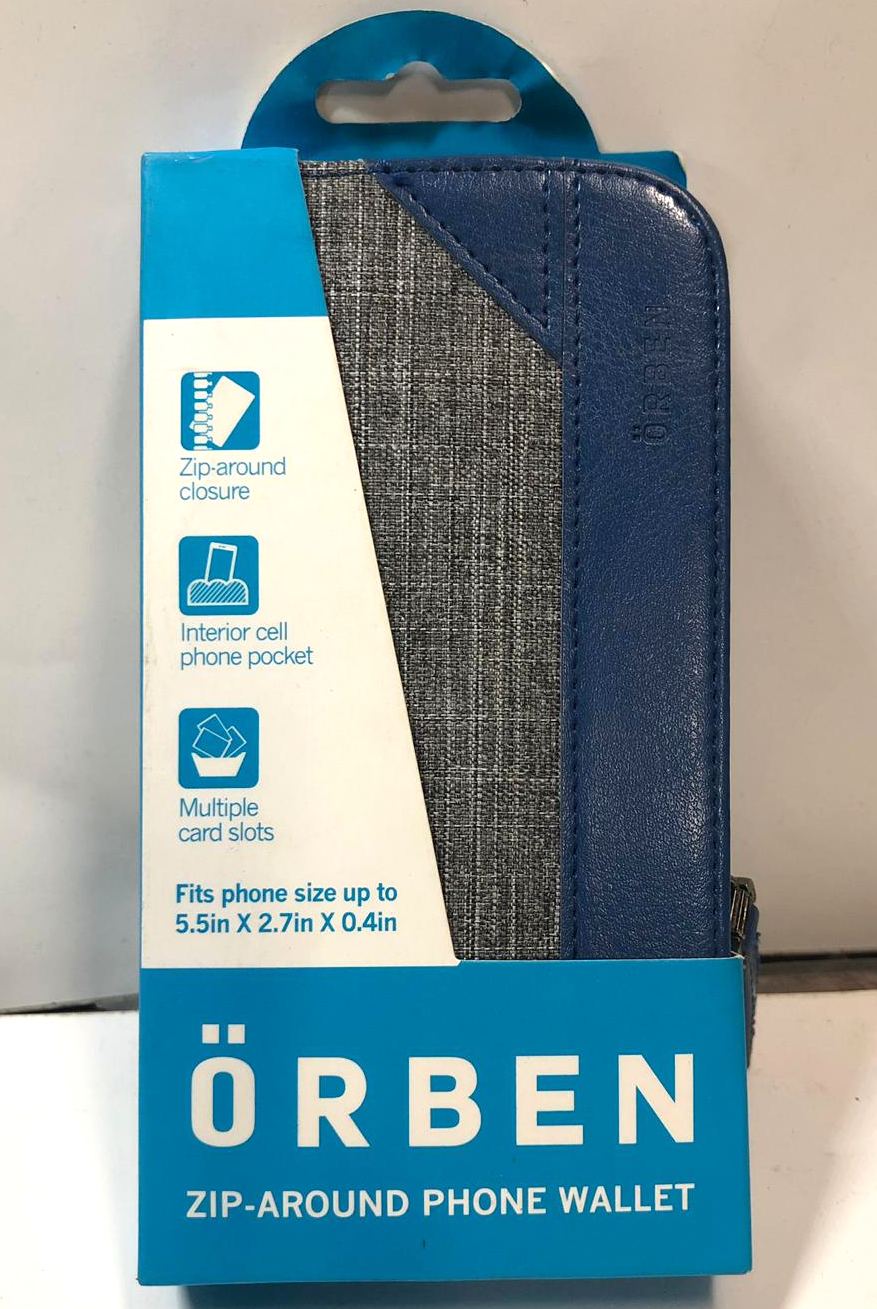 ÖRBEN
Zip-around
closure
Interior cell
phone pocket
Multiple
card slots
Fits phone size up to
5.5in X 2.7in X 0.4in
ÖRBEN
ZIP-AROUND PHONE WALLET